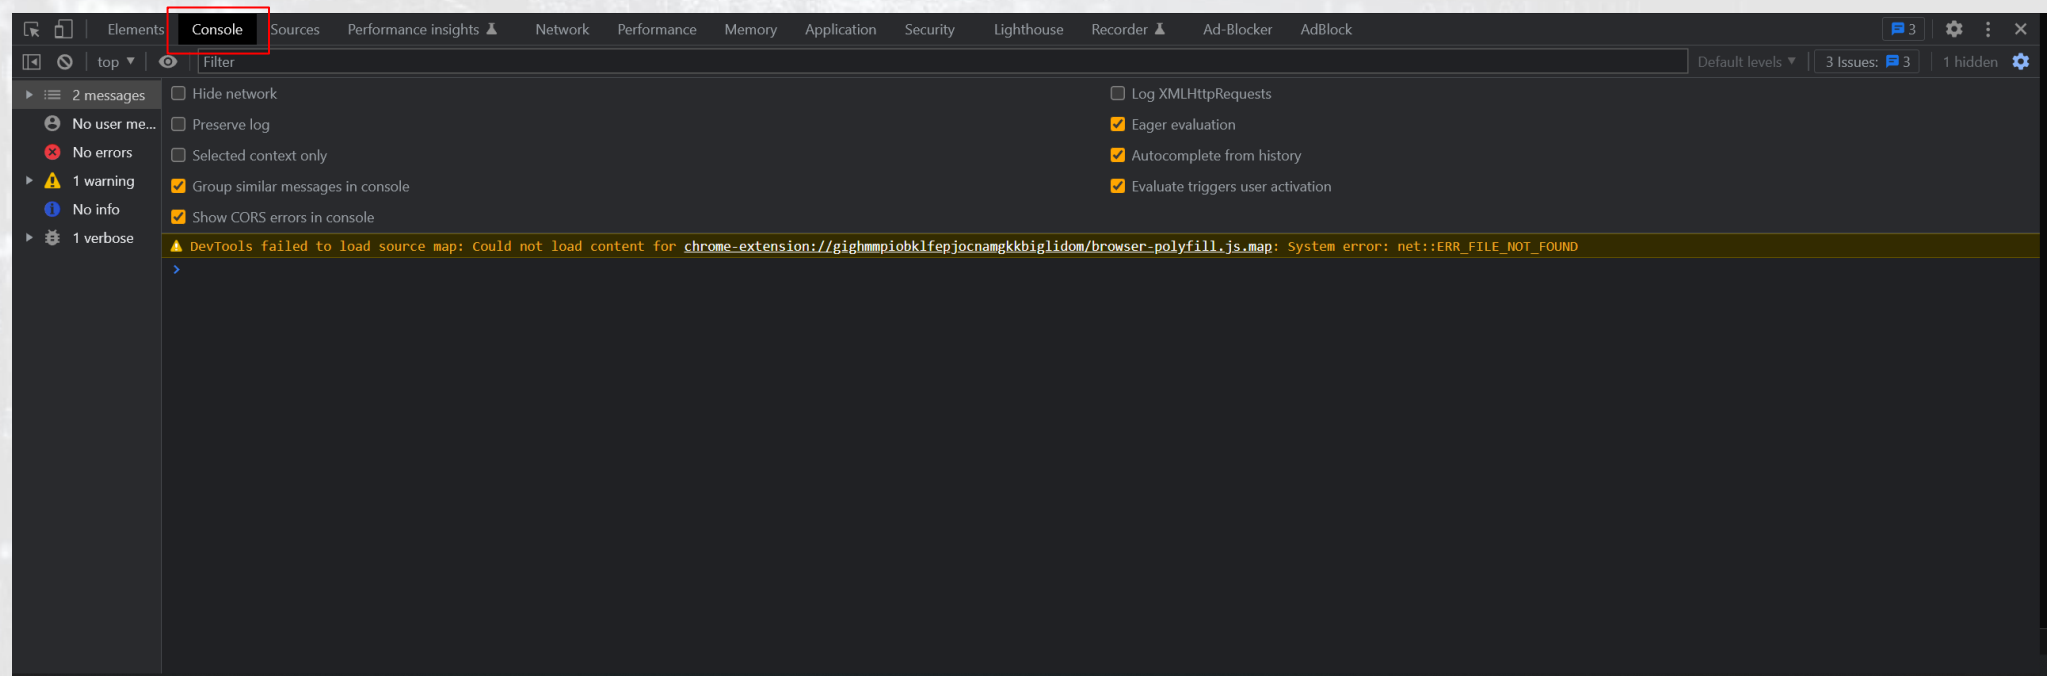 Elements Console Sources Performance insights Network Performance Memory Application Security Lighthouse Recorder Ad-Blocker AdBlock 3
top Filter Default levels 3 Issues: 3 1 hidden
2 messages
No user me...
No errors
1 warning
No info
1 verbose
Hide network
Preserve log
Selected context only
Group similar messages in console
Show CORS errors in console
Log XMLHttpRequests
Eager evaluation
Autocomplete from history
Evaluate triggers user activation
DevTools failed to load source map: Could not load content for chrome-extension://gighmmpiobklfepjocnamgkkbiglidom/browser-polyfill.js.map: System error: net::ERR_FILE_NOT_FOUND